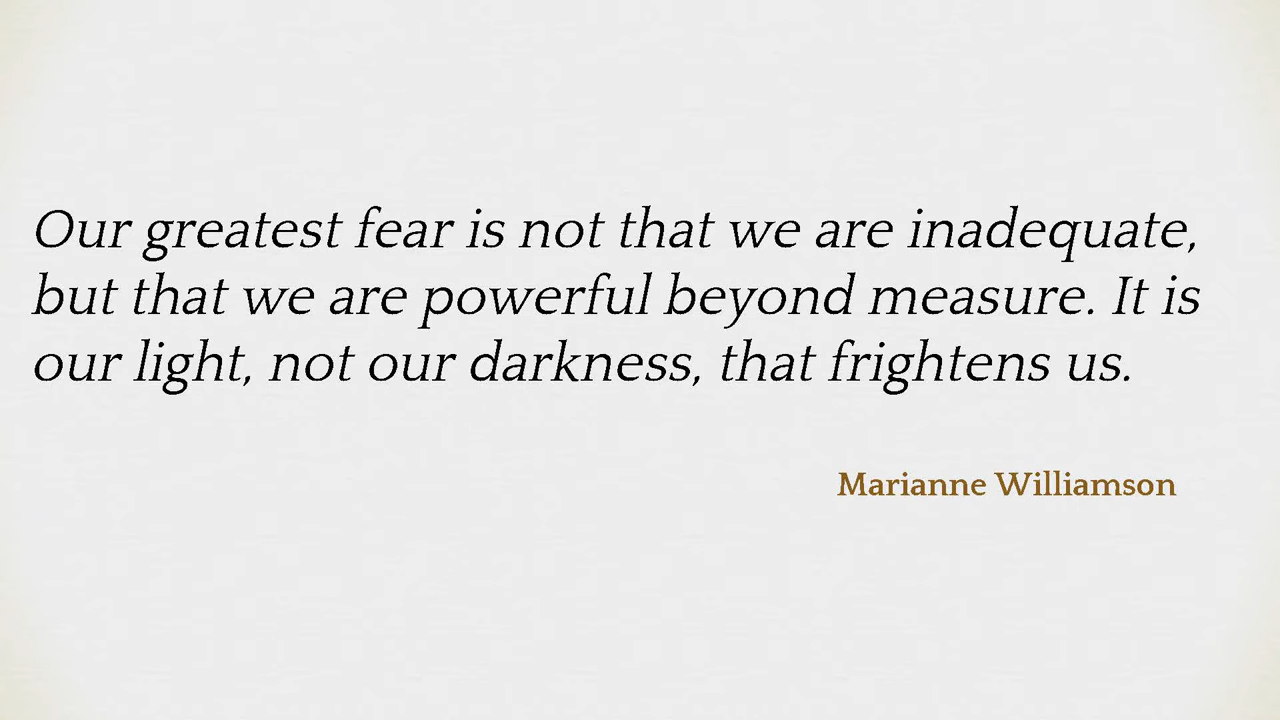 Our greatest fear is not that we are inadequate,
but that we are powerful beyond measure. It is
our light, not our darkness, that frightens us.
Marianne Williamson